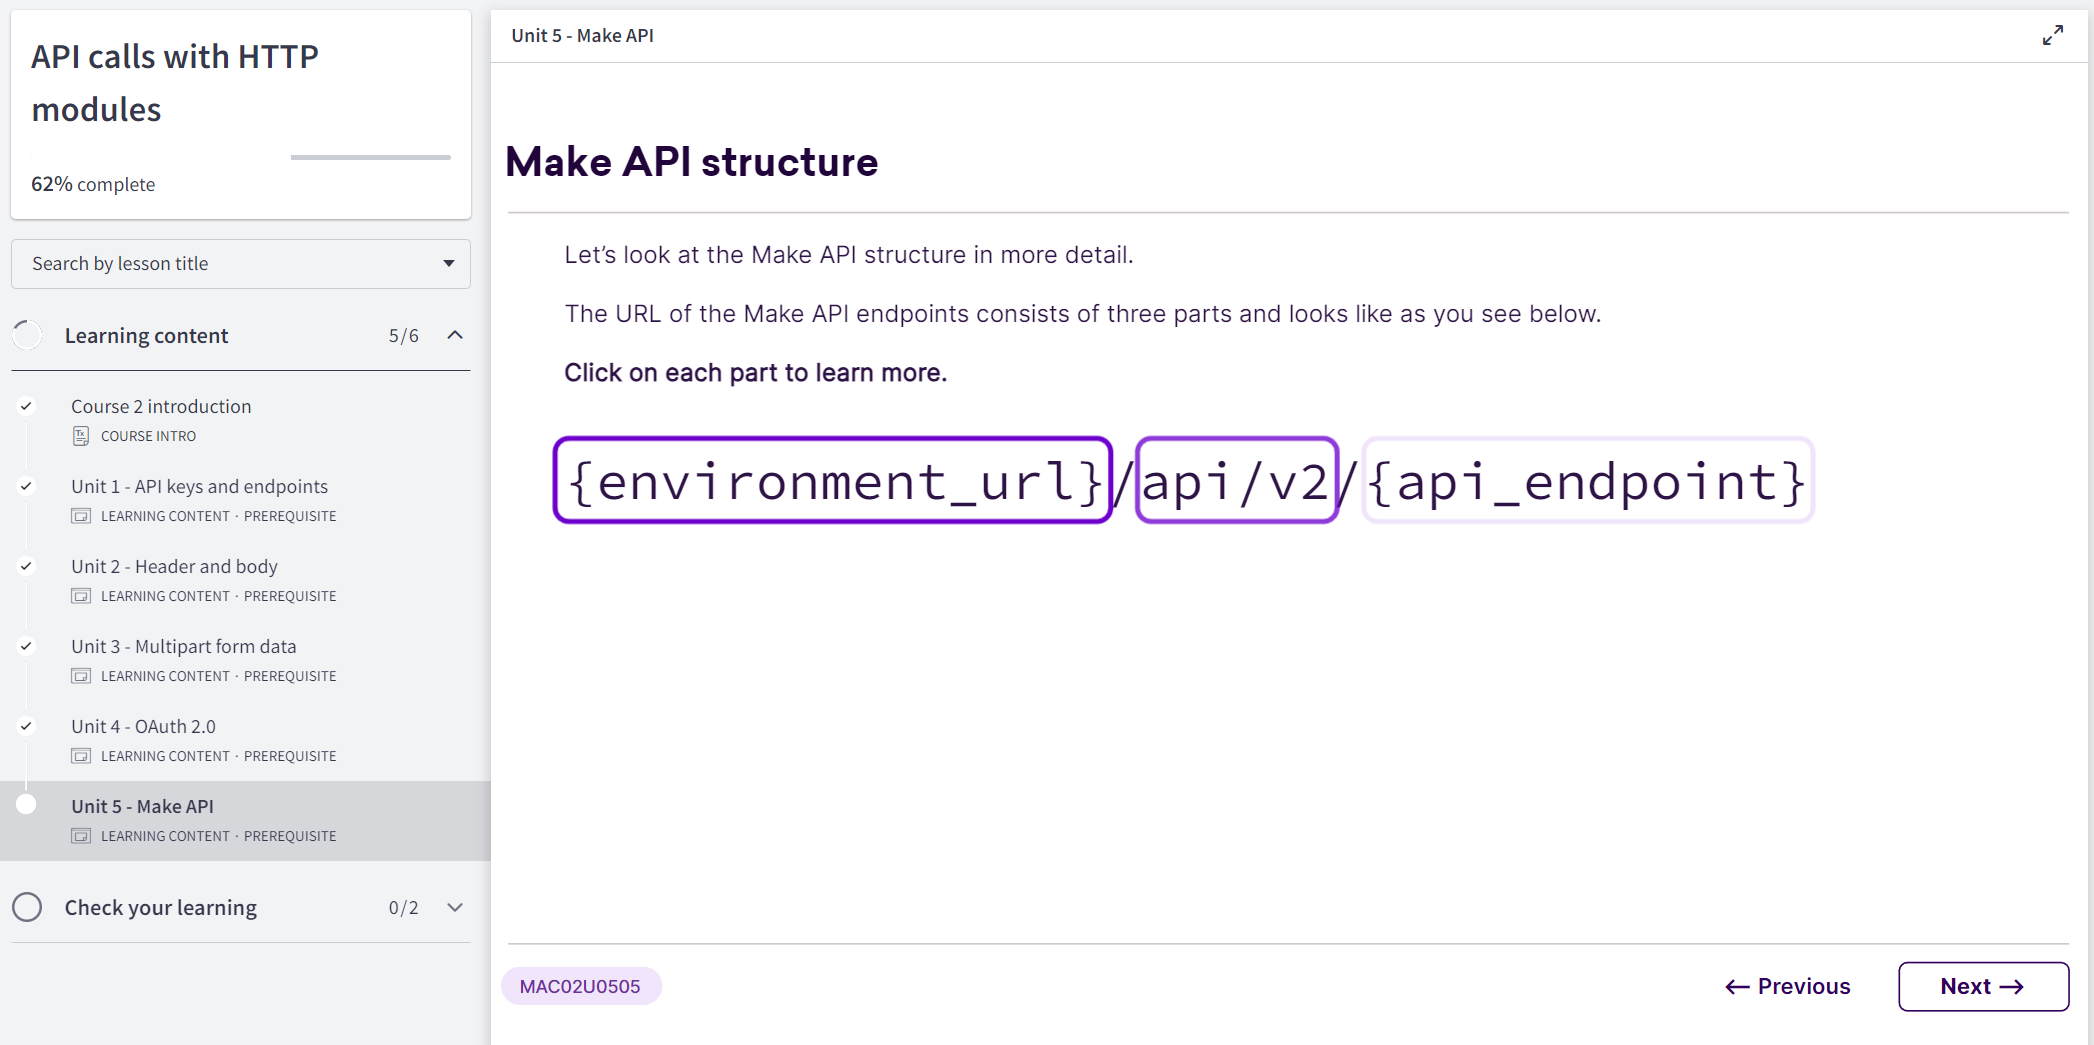 API calls with HTTP
modules
62% complete
Search by lesson title
Learning content 5/6
Course 2 introduction
COURSE INTRO
Unit 1 - API keys and endpoints
LEARNING CONTENT · PREREQUISITE
Unit 2 - Header and body
LEARNING CONTENT · PREREQUISITE
Unit 3 - Multipart form data
LEARNING CONTENT · PREREQUISITE
Unit 4 - OAuth 2.0
LEARNING CONTENT · PREREQUISITE
Unit 5 - Make API
LEARNING CONTENT · PREREQUISITE
Check your learning 0/2
Unit 5 - Make API
Make API structure
Let’s look at the Make API structure in more detail.
The URL of the Make API endpoints consists of three parts and looks like as you see below.
Click on each part to learn more.
{environment_url}/api/v2/{api_endpoint}
MAC02U0505
← Previous
Next →